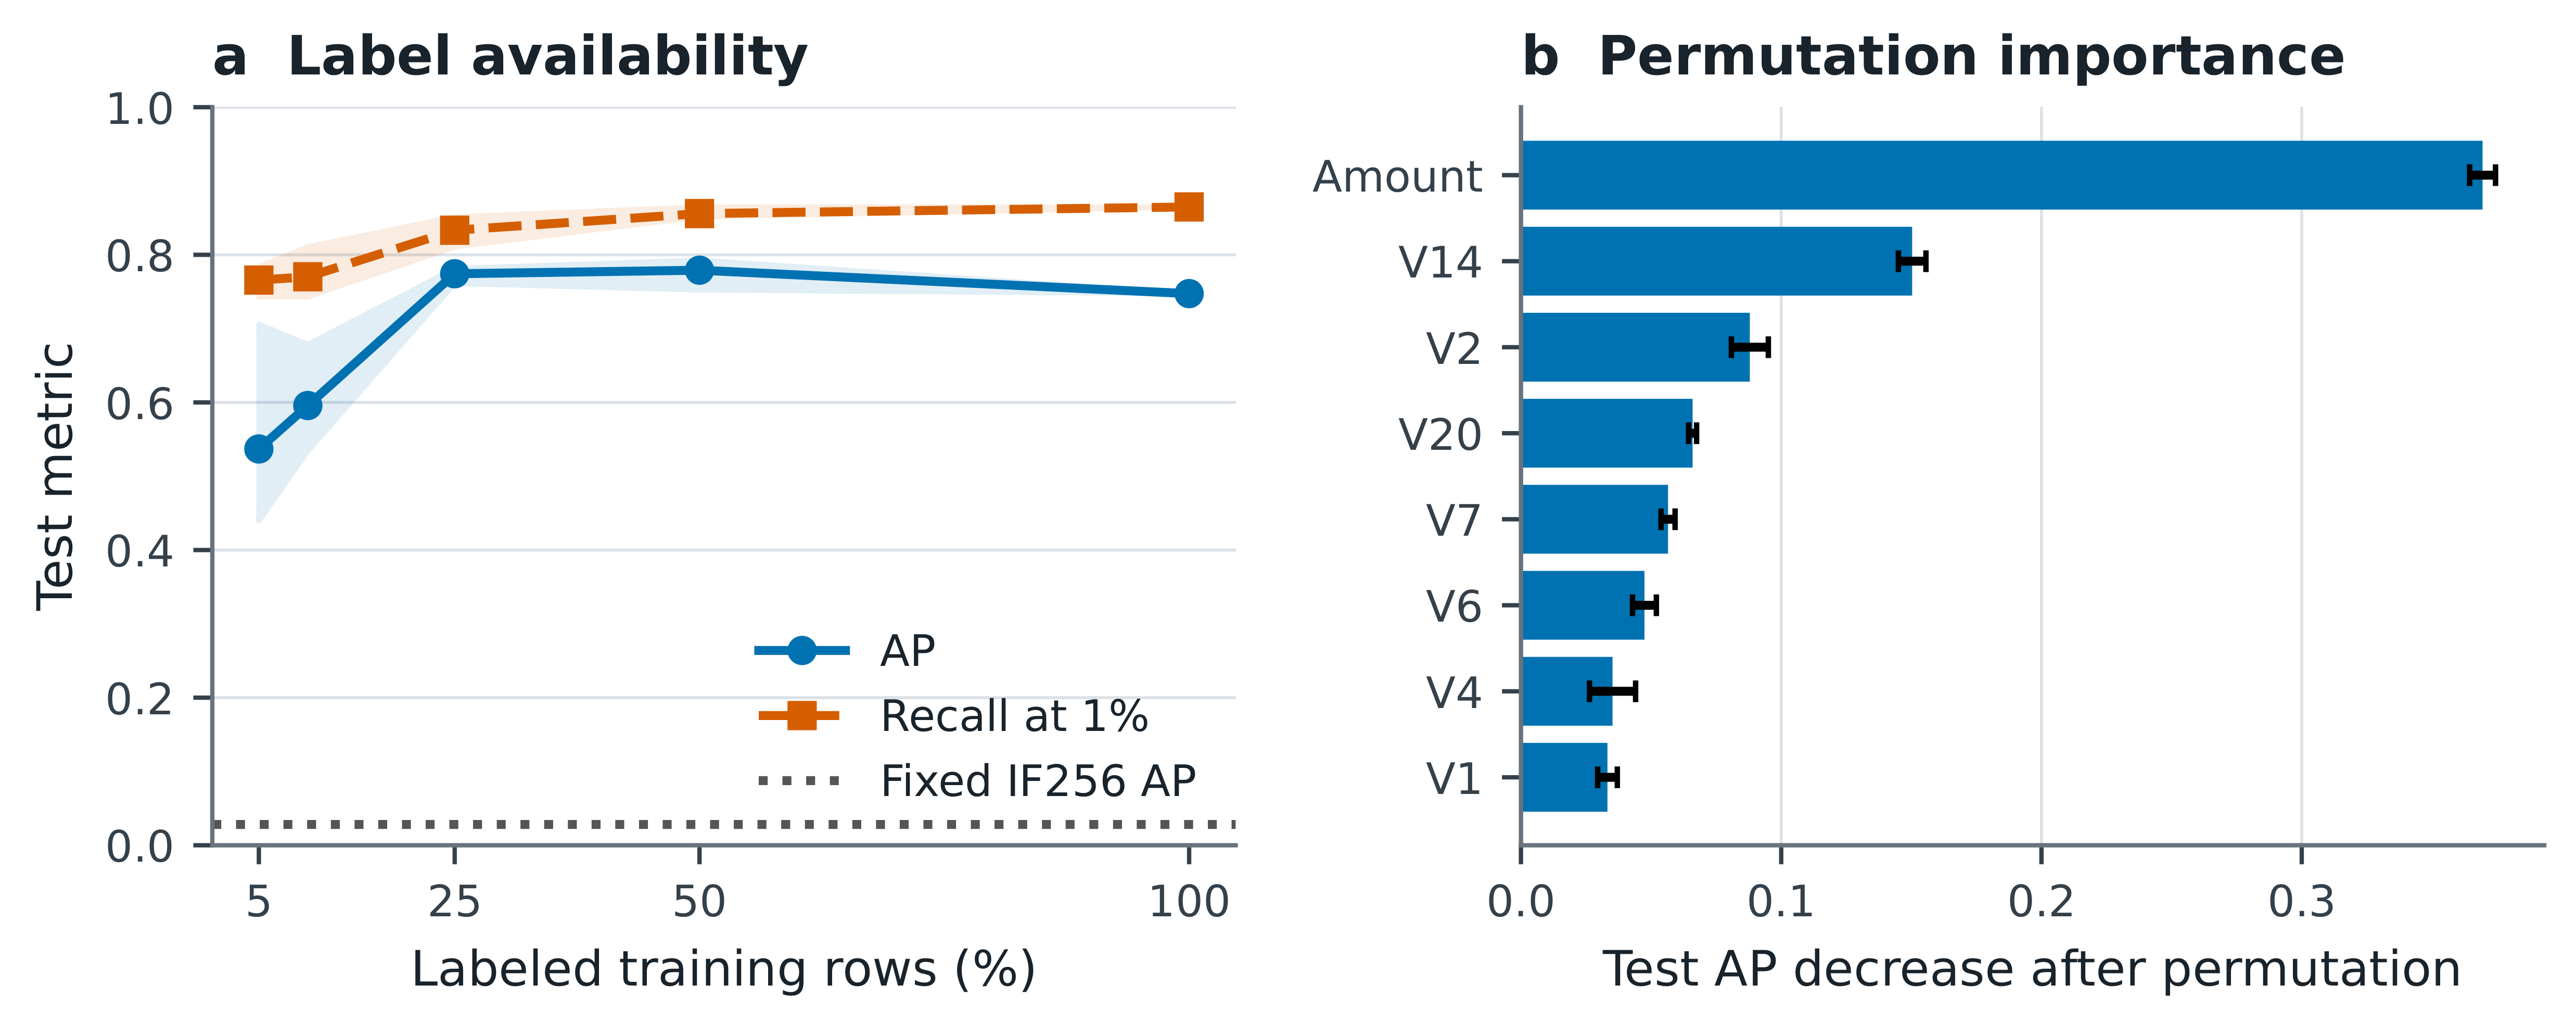 a Label availability
1.0
0.8
0.6
0.4
0.2
0.0
Test metric
AP
Recall at 1%
Fixed IF256 AP
5 25 50 100
Labeled training rows (%)
b Permutation importance
Amount
V14
V2
V20
V7
V6
V4
V1
0.0 0.1 0.2 0.3
Test AP decrease after permutation